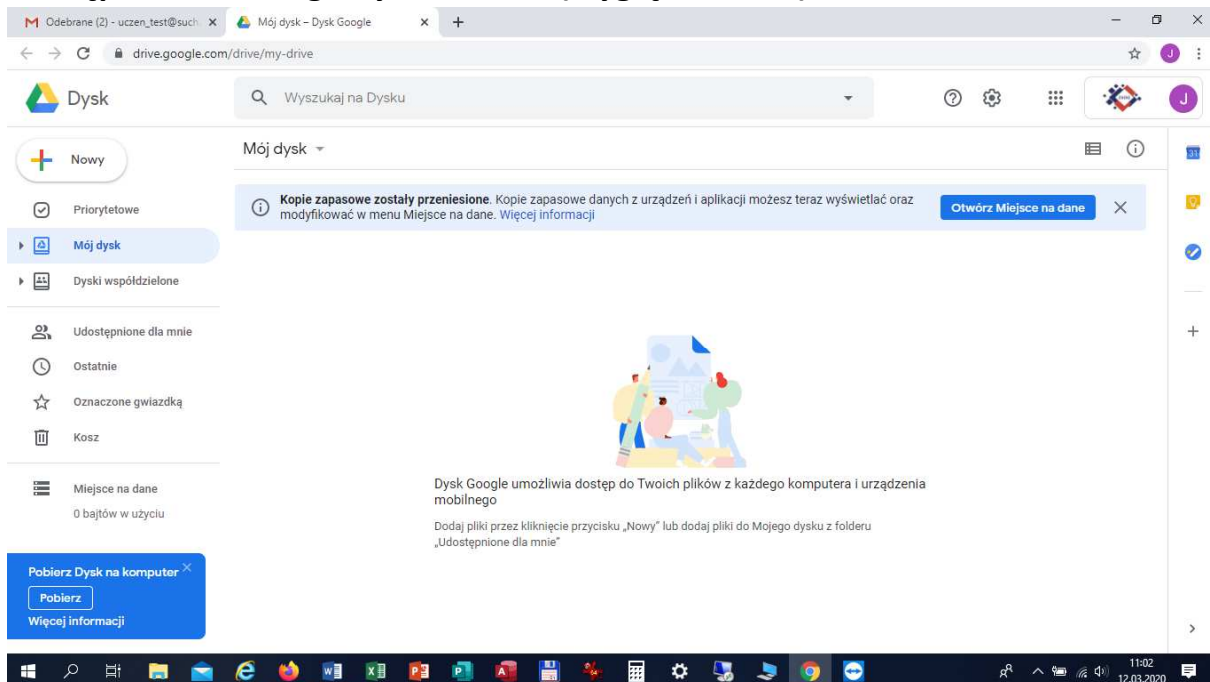 Odebrane (2) - uczen_test@such
Mój dysk – Dysk Google
drive.google.com/drive/my-drive
Dysk
Wyszukaj na Dysku
J
Nowy
Mój dysk
31
Kopie zapasowe zostały przeniesione. Kopie zapasowe danych z urządzeń i aplikacji możesz teraz wyświetlać oraz
modyfikować w menu Miejsce na dane. Więcej informacji
Otwórz Miejsce na dane
Priorytetowe
Mój dysk
Dyski współdzielone
Udostępnione dla mnie
Ostatnie
Oznaczone gwiazdką
Kosz
Miejsce na dane
0 bajtów w użyciu
Dysk Google umożliwia dostęp do Twoich plików z każdego komputera i urządzenia
mobilnego
Dodaj pliki przez kliknięcie przycisku „Nowy” lub dodaj pliki do Mojego dysku z folderu
„Udostępnione dla mnie”
Pobierz Dysk na komputer
Pobierz
Więcej informacji
11:02
12.03.2020